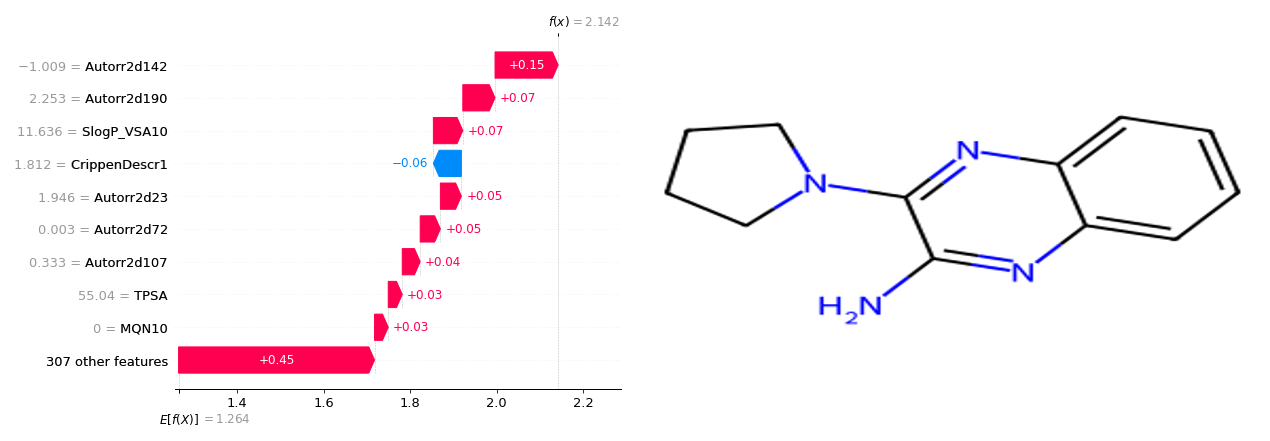 f(x) = 2.142
−1.009 = Autorr2d142 +0.15
2.253 = Autorr2d190 +0.07
11.636 = SlogP_VSA10 +0.07
1.812 = CrippenDescr1 −0.06
1.946 = Autorr2d23 +0.05
0.003 = Autorr2d72 +0.05
0.333 = Autorr2d107 +0.04
55.04 = TPSA +0.03
0 = MQN10 +0.03
307 other features +0.45
1.4 1.6 1.8 2.0 2.2
E[f(X)] = 1.264
N
N
N
H2N